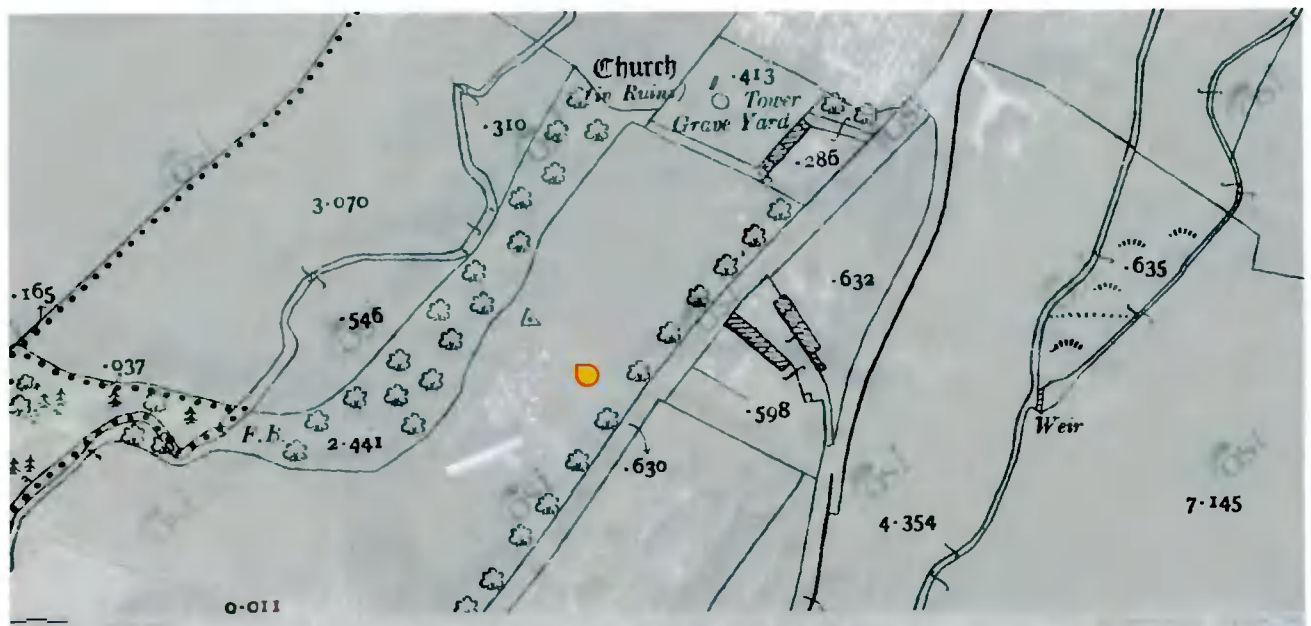 Church
(in Ruins)
·413
Tower
Grave Yard
·310
·286
3·070
·632
·635
·165
·546
·037
·598
Weir
F.B.
2·441
·630
4·354
7·145
0·011
OSI